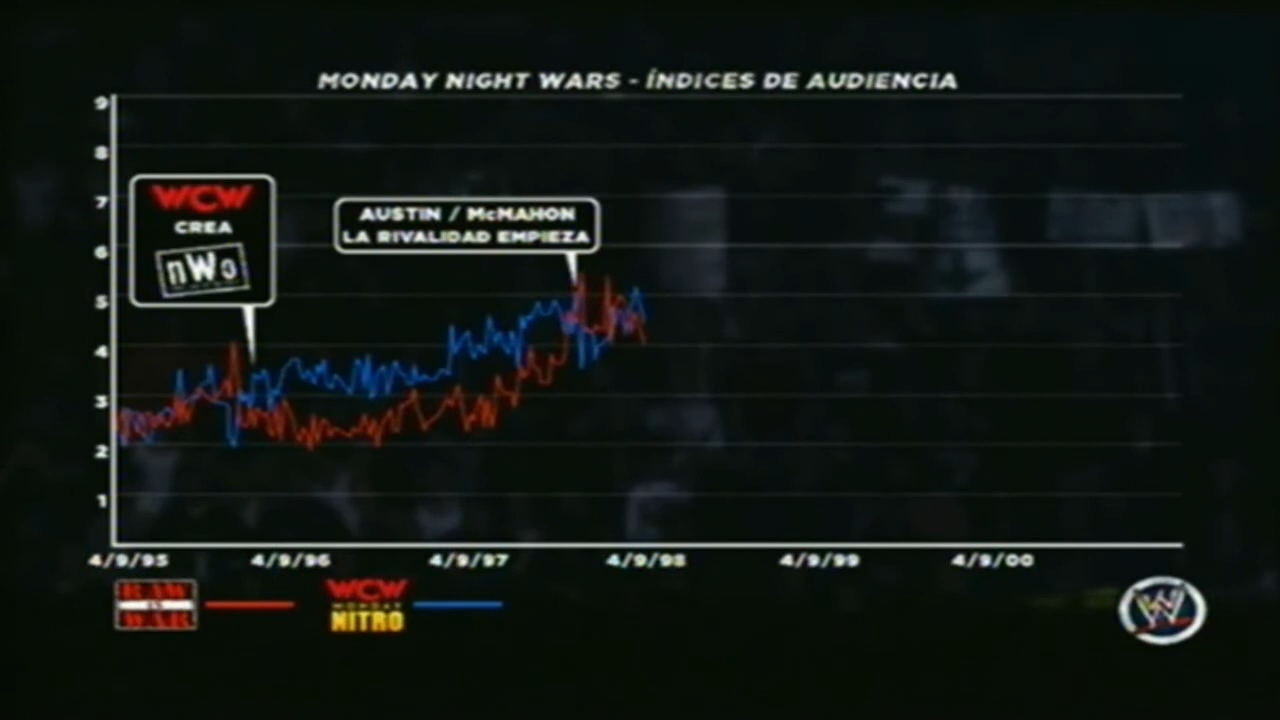 MONDAY NIGHT WARS - ÍNDICES DE AUDIENCIA
9
8
7
6
5
4
3
2
1
WCW
CREA
nWo
AUSTIN / McMAHON
LA RIVALIDAD EMPIEZA
4/9/95
4/9/96
4/9/97
4/9/98
4/9/99
4/9/00
RAW
IS
WAR
WCW
MONDAY
NITRO
W